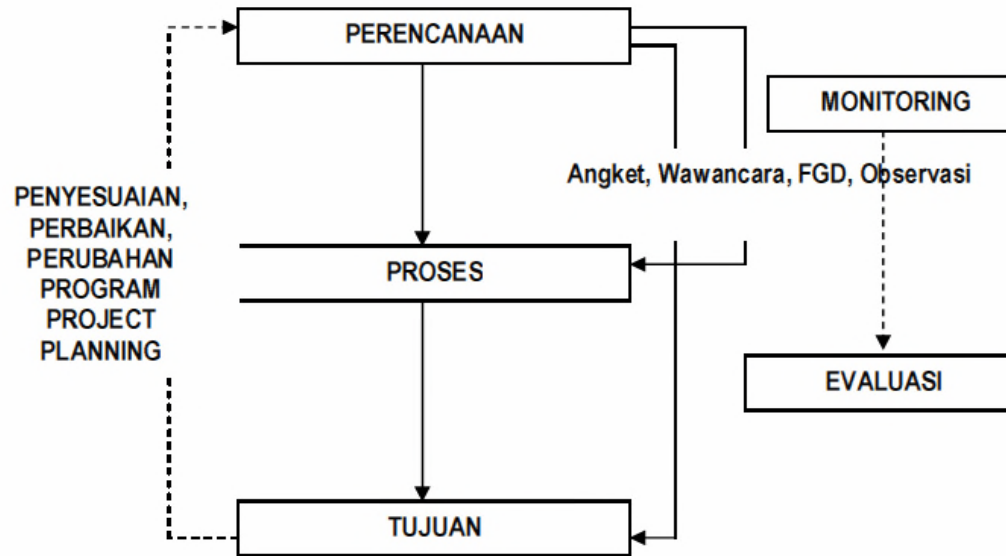 PERENCANAAN
MONITORING
Angket, Wawancara, FGD, Observasi
PENYESUAIAN,
PERBAIKAN,
PERUBAHAN
PROGRAM
PROJECT
PLANNING
PROSES
EVALUASI
TUJUAN